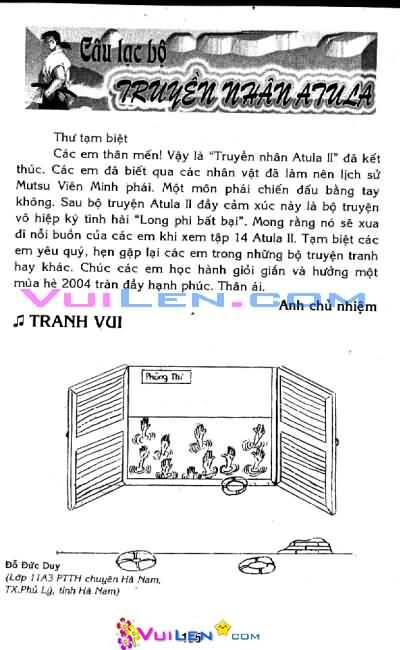 Câu lạc bộ
TRUYỀN NHÂN ATULA
Thư tạm biệt
Các em thân mến! Vậy là "Truyền nhân Atula II" đã kết
thúc. Các em đã biết qua các nhân vật đã làm nên lịch sử
Mutsu Viên Minh phái. Một môn phái chiến đấu bằng tay
không. Sau bộ truyện Atula II đầy cảm xúc này là bộ truyện
võ hiệp kỳ tình hài "Long phi bất bại". Mong rằng nó sẽ xua
đi nỗi buồn của các em khi xem tập 14 Atula II. Tạm biệt các
em yêu quý, hẹn gặp lại các em trong những bộ truyện tranh
hay khác. Chúc các em học hành giỏi giắn và hưởng một
mùa hè 2004 tràn đầy hạnh phúc. Thân ái.
Anh chủ nhiệm
VUILEN.COM
♫ TRANH VUI
Phòng Thi
Đỗ Đức Duy
(Lớp 11A3 PTTH chuyên Hà Nam,
TX.Phủ Lý, tỉnh Hà Nam)
VUILEN.COM